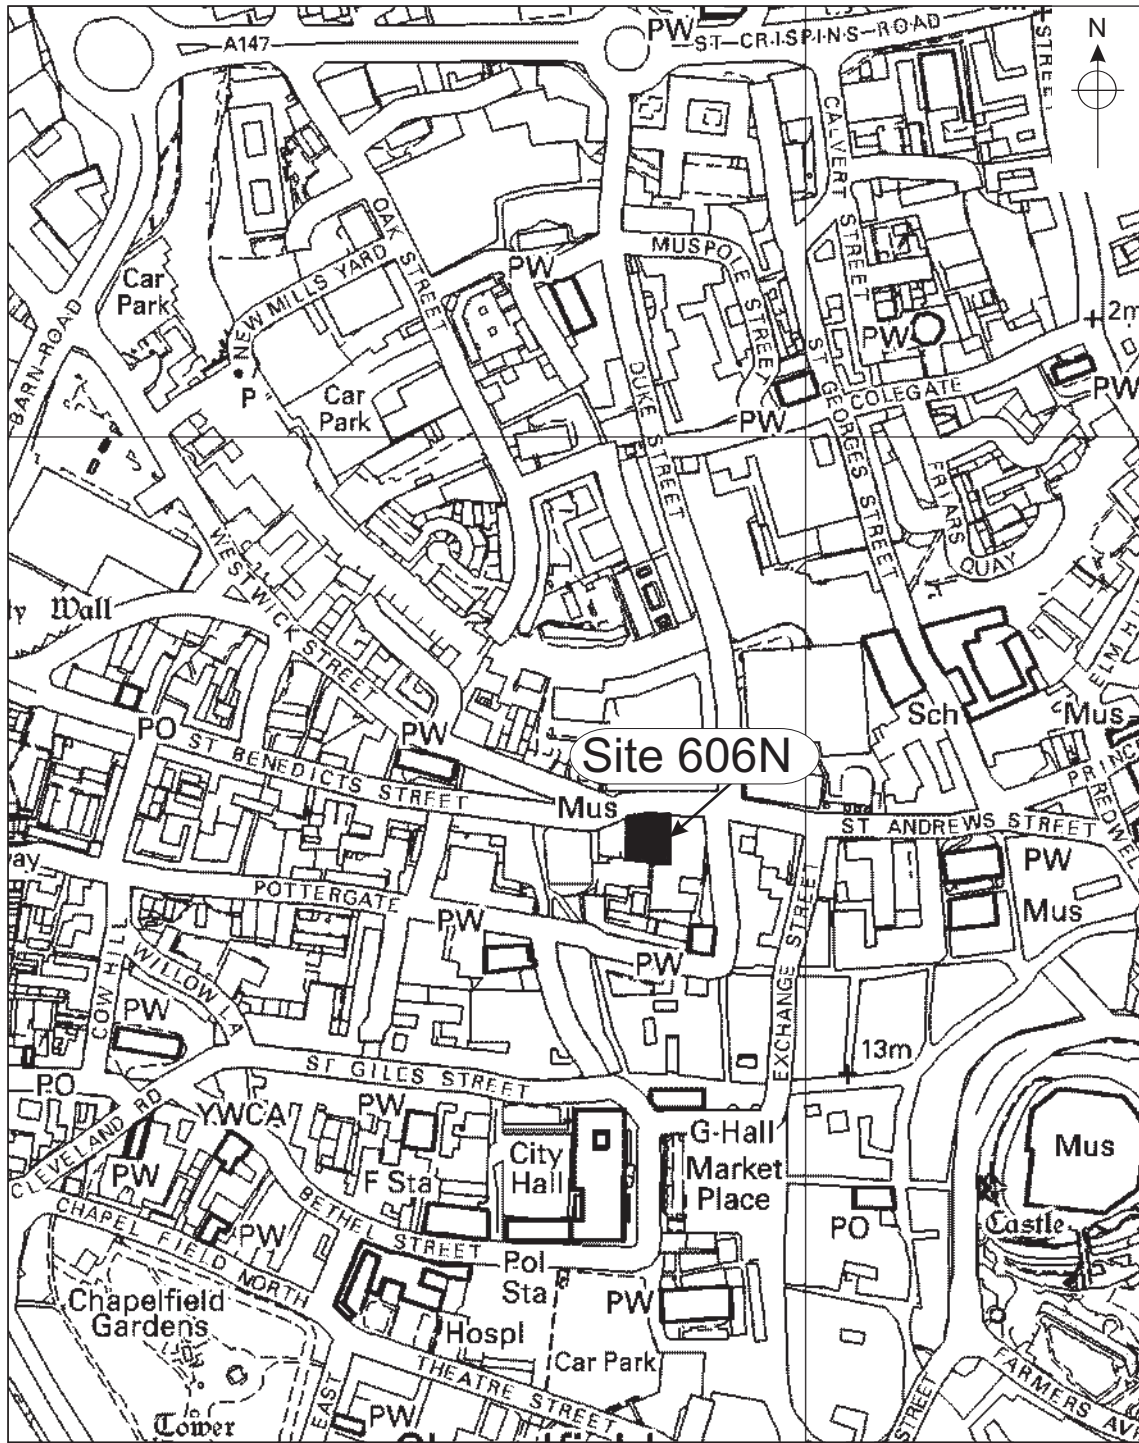 PW
ST CRISPINS ROAD
A147
N
STREET
CALVERT STREET
OAK STREET
MUSPOLE STREET
PW
Car
Park
NEW MILLS YARD
2m
PW
BARN ROAD
P
Car
Park
DUKE STREET
ST GEORGES STREET
COLEGATE
PW
PW
FRIARS QUAY
WESTWICK STREET
Wall
ELM H
Sch
Mus
PO
PW
PRINC
ST BENEDICTS STREET
Site 606N
Mus
ST ANDREWS STREET
REDWEL
way
POTTERGATE
PW
PW
Mus
PW
COW HILL
WILLOW LA
PW
EXCHANGE STREET
13m
ST GILES STREET
PO
CLEVELAND RD
YWCA
PW
G-Hall
City
Hall
Market
Place
Mus
PW
F Sta
BETHEL STREET
PO
Castle
CHAPEL FIELD NORTH
PW
Pol
Sta
PW
Chapelfield
Gardens
Hospl
Car Park
THEATRE STREET
FARMERS AV
STREET
EAST
PW
Tower